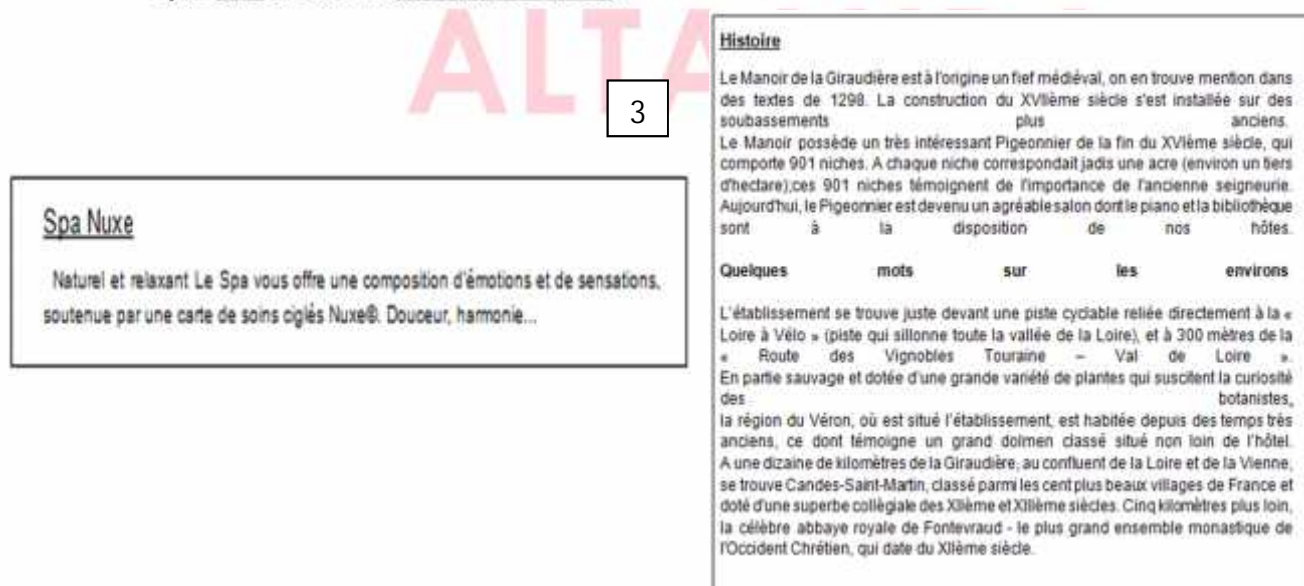 3
Spa Nuxe
Naturel et relaxant Le Spa vous offre une composition d'émotions et de sensations,
soutenue par une carte de soins ciglés Nuxe®. Douceur, harmonie...
Histoire
Le Manoir de la Giraudière est à l'origine un fief médiéval, on en trouve mention dans
des textes de 1298. La construction du XVIIème siècle s'est installée sur des
soubassements plus anciens.
Le Manoir possède un très intéressant Pigeonnier de la fin du XVIème siècle, qui
comporte 901 niches. A chaque niche correspondait jadis une acre (environ un tiers
d'hectare);ces 901 niches témoignent de l'importance de l'ancienne seigneurie.
Aujourd'hui, le Pigeonnier est devenu un agréable salon dont le piano et la bibliothèque
sont à la disposition de nos hôtes.
Quelques mots sur les environs
L'établissement se trouve juste devant une piste cyclable reliée directement à la «
Loire à Vélo » (piste qui sillonne toute la vallée de la Loire), et à 300 mètres de la
« Route des Vignobles Touraine – Val de Loire ».
En partie sauvage et dotée d'une grande variété de plantes qui suscitent la curiosité
des botanistes,
la région du Véron, où est situé l'établissement, est habitée depuis des temps très
anciens, ce dont témoigne un grand dolmen classé situé non loin de l'hôtel.
A une dizaine de kilomètres de la Giraudière, au confluent de la Loire et de la Vienne,
se trouve Candes-Saint-Martin, classé parmi les cent plus beaux villages de France et
doté d'une superbe collègiale des XIIème et XIIIème siècles. Cinq kilomètres plus loin,
la célèbre abbaye royale de Fontevraud - le plus grand ensemble monastique de
l'Occident Chrétien, qui date du XIIème siècle.